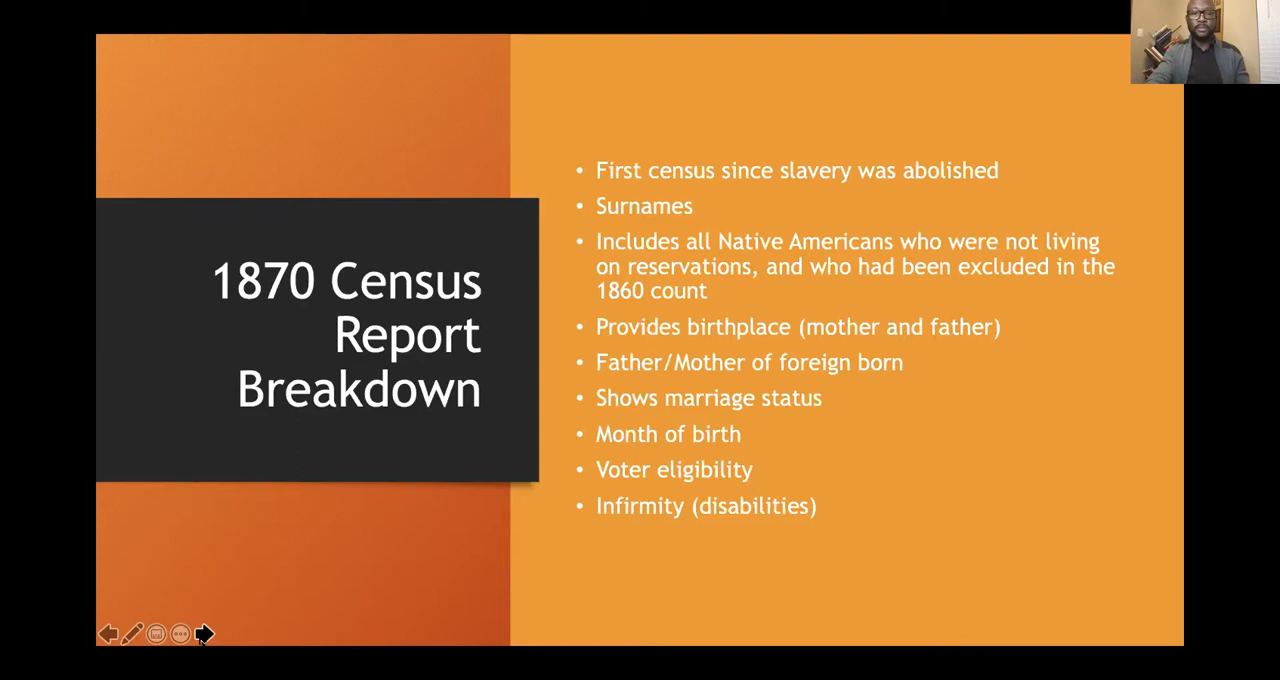 1870 Census
Report
Breakdown
• First census since slavery was abolished
• Surnames
• Includes all Native Americans who were not living
on reservations, and who had been excluded in the
1860 count
• Provides birthplace (mother and father)
• Father/Mother of foreign born
• Shows marriage status
• Month of birth
• Voter eligibility
• Infirmity (disabilities)